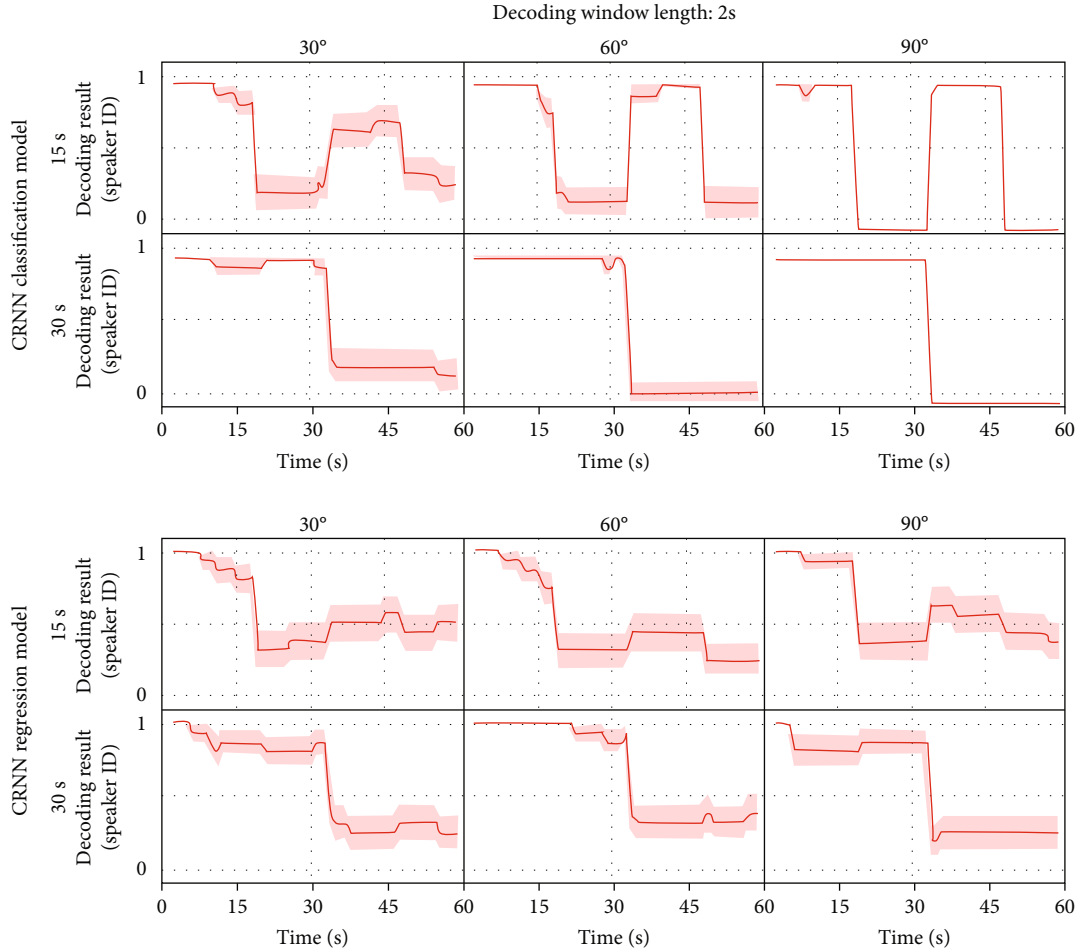 Decoding window length: 2s
30° 60° 90°
CRNN classification model
15 s
Decoding result
(speaker ID)
1
0
30 s
Decoding result
(speaker ID)
1
0
0 15 30 45 60 15 30 45 60 15 30 45 60
Time (s) Time (s) Time (s)
30° 60° 90°
CRNN regression model
15 s
Decoding result
(speaker ID)
1
0
30 s
Decoding result
(speaker ID)
1
0
0 15 30 45 60 15 30 45 60 15 30 45 60
Time (s) Time (s) Time (s)